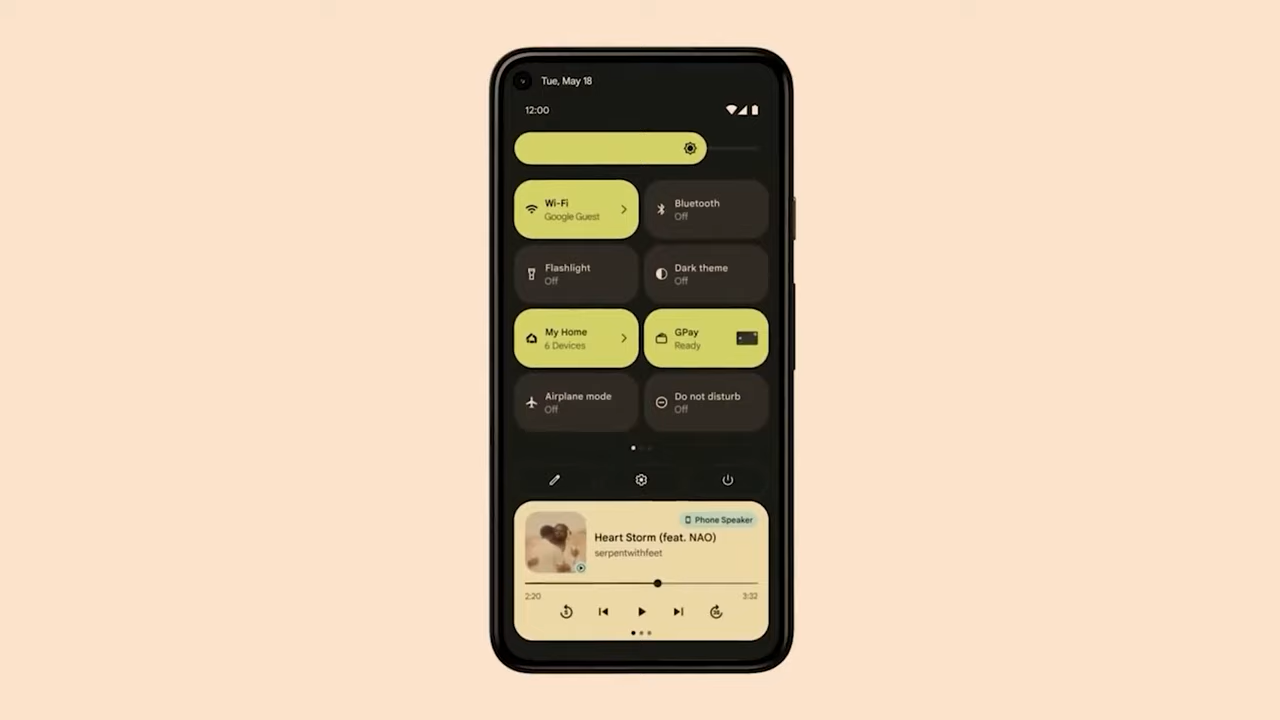 Tue, May 18
12:00
Wi-Fi
Google Guest
Bluetooth
Off
Flashlight
Off
Dark theme
Off
My Home
6 Devices
GPay
Ready
Airplane mode
Off
Do not disturb
Off
Phone Speaker
Heart Storm (feat. NAO)
serpentwithfeet
2:20
3:32